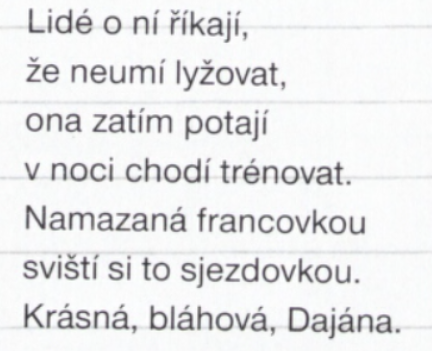 Lidé o ní říkají,
že neumí lyžovat,
ona zatím potají
v noci chodí trénovat.
Namazaná francovkou
sviští si to sjezdovkou.
Krásná, bláhová, Dajána.